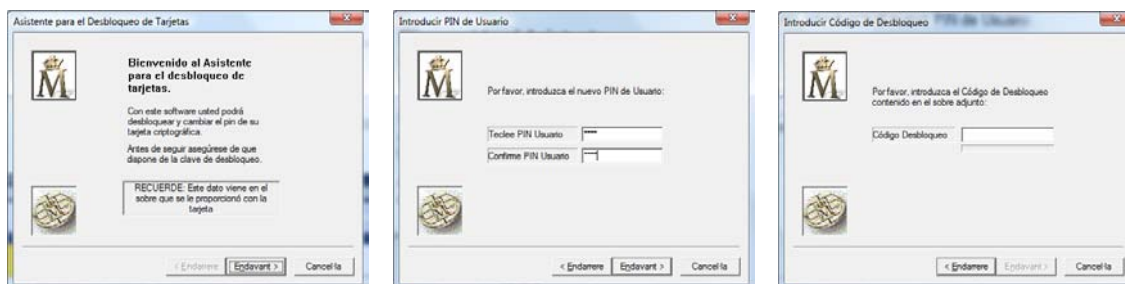 Asistente para el Desbloqueo de Tarjetas
Bienvenido al Asistente
para el desbloqueo de
tarjetas.
Con este software usted podrá
desbloquear y cambiar el pin de su
tarjeta criptográfica.
Antes de seguir asegúrese de que
dispone de la clave de desbloqueo.
RECUERDE: Este dato viene en el
sobre que se le proporcionó con la
tarjeta
< Endarrere Endavant > Cancel·la
Introducir PIN de Usuario
Por favor, introduzca el nuevo PIN de Usuario:
Teclee PIN Usuario ****
Confirme PIN Usuario ****
< Endarrere Endavant > Cancel·la
Introducir Código de Desbloqueo
Por favor, introduzca el Código de Desbloqueo
contenido en el sobre adjunto:
Código Desbloqueo
< Endarrere Endavant > Cancel·la